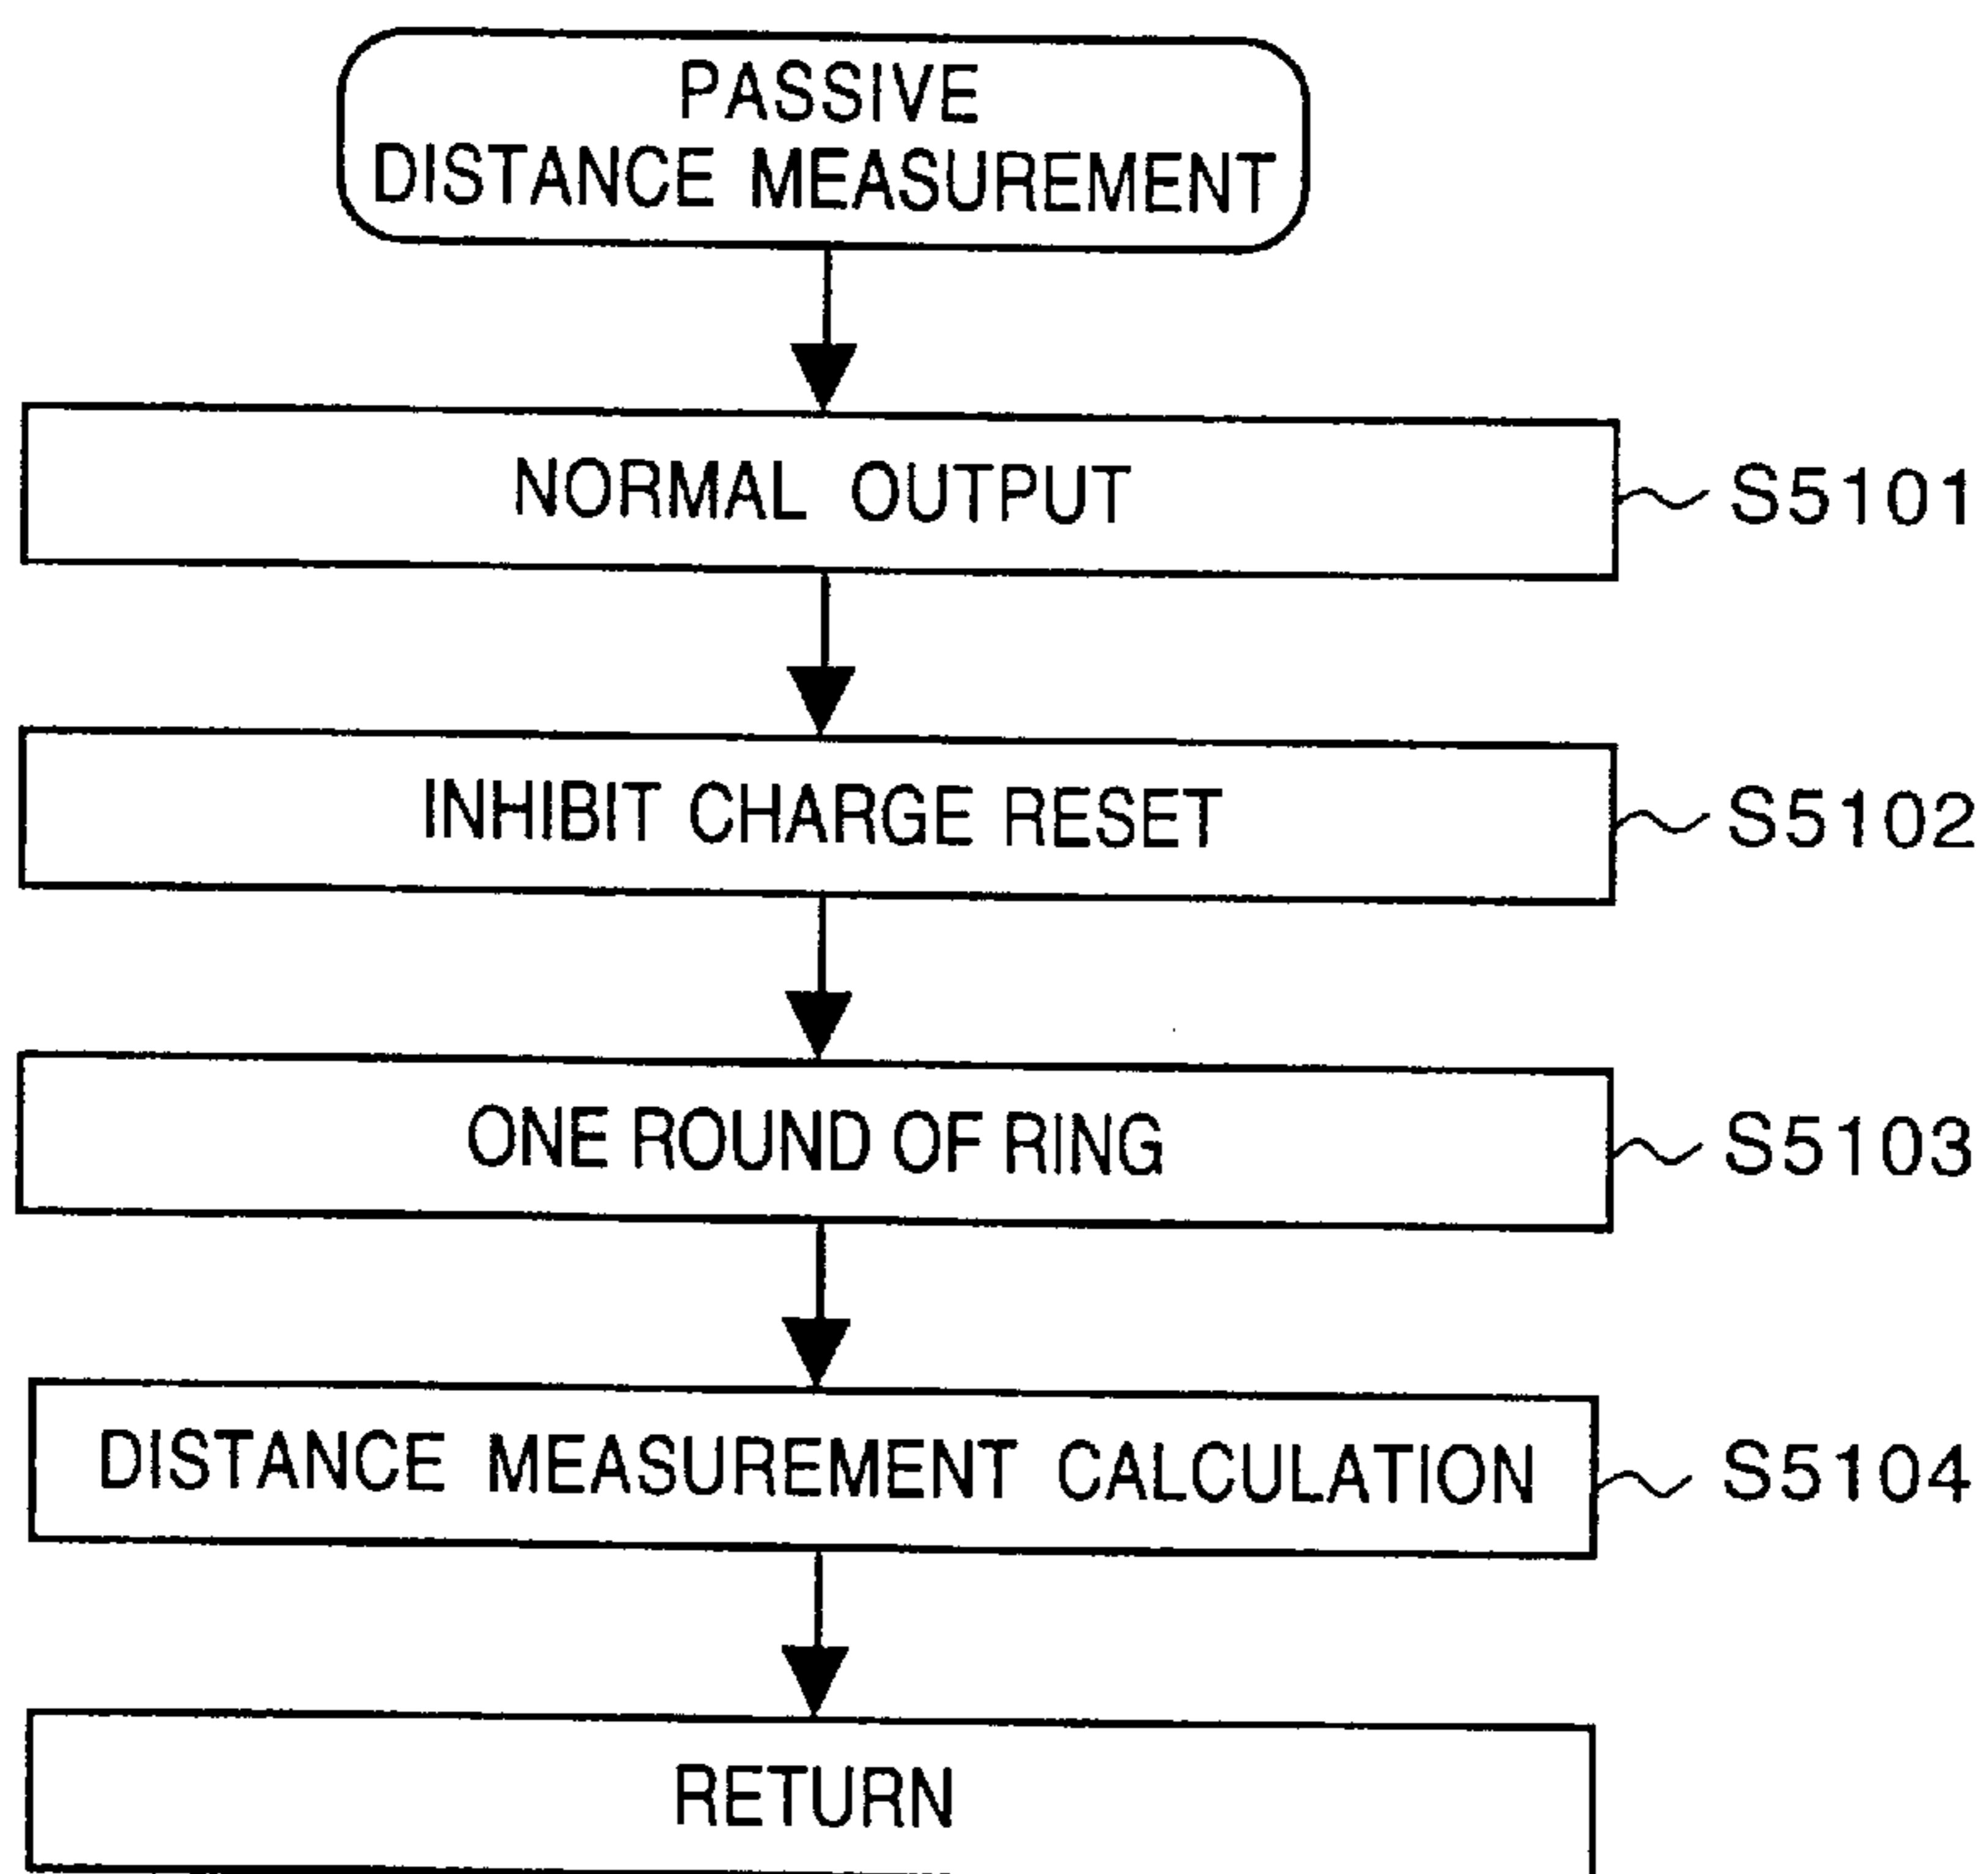 PASSIVE
DISTANCE MEASUREMENT
NORMAL OUTPUT
S5101
INHIBIT CHARGE RESET
S5102
ONE ROUND OF RING
S5103
DISTANCE MEASUREMENT CALCULATION
S5104
RETURN